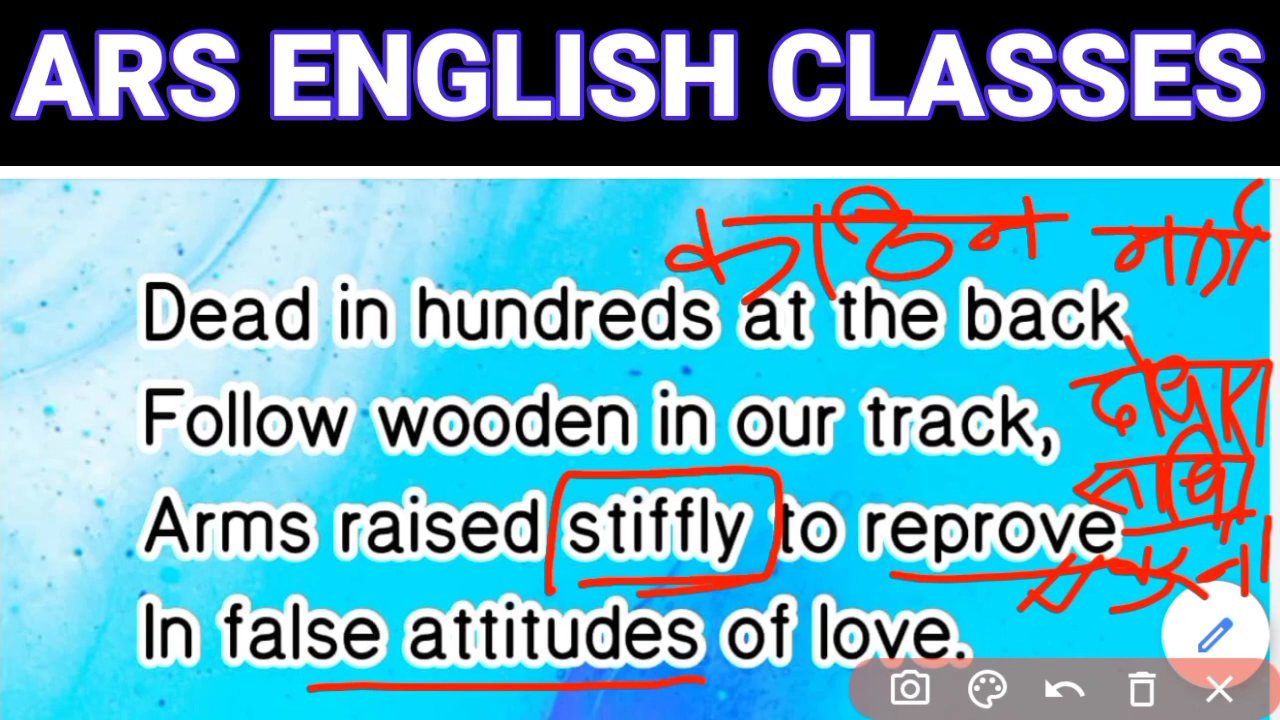 ARS ENGLISH CLASSES
Dead in hundreds at the back
Follow wooden in our track,
Arms raised stiffly to reprove
In false attitudes of love.